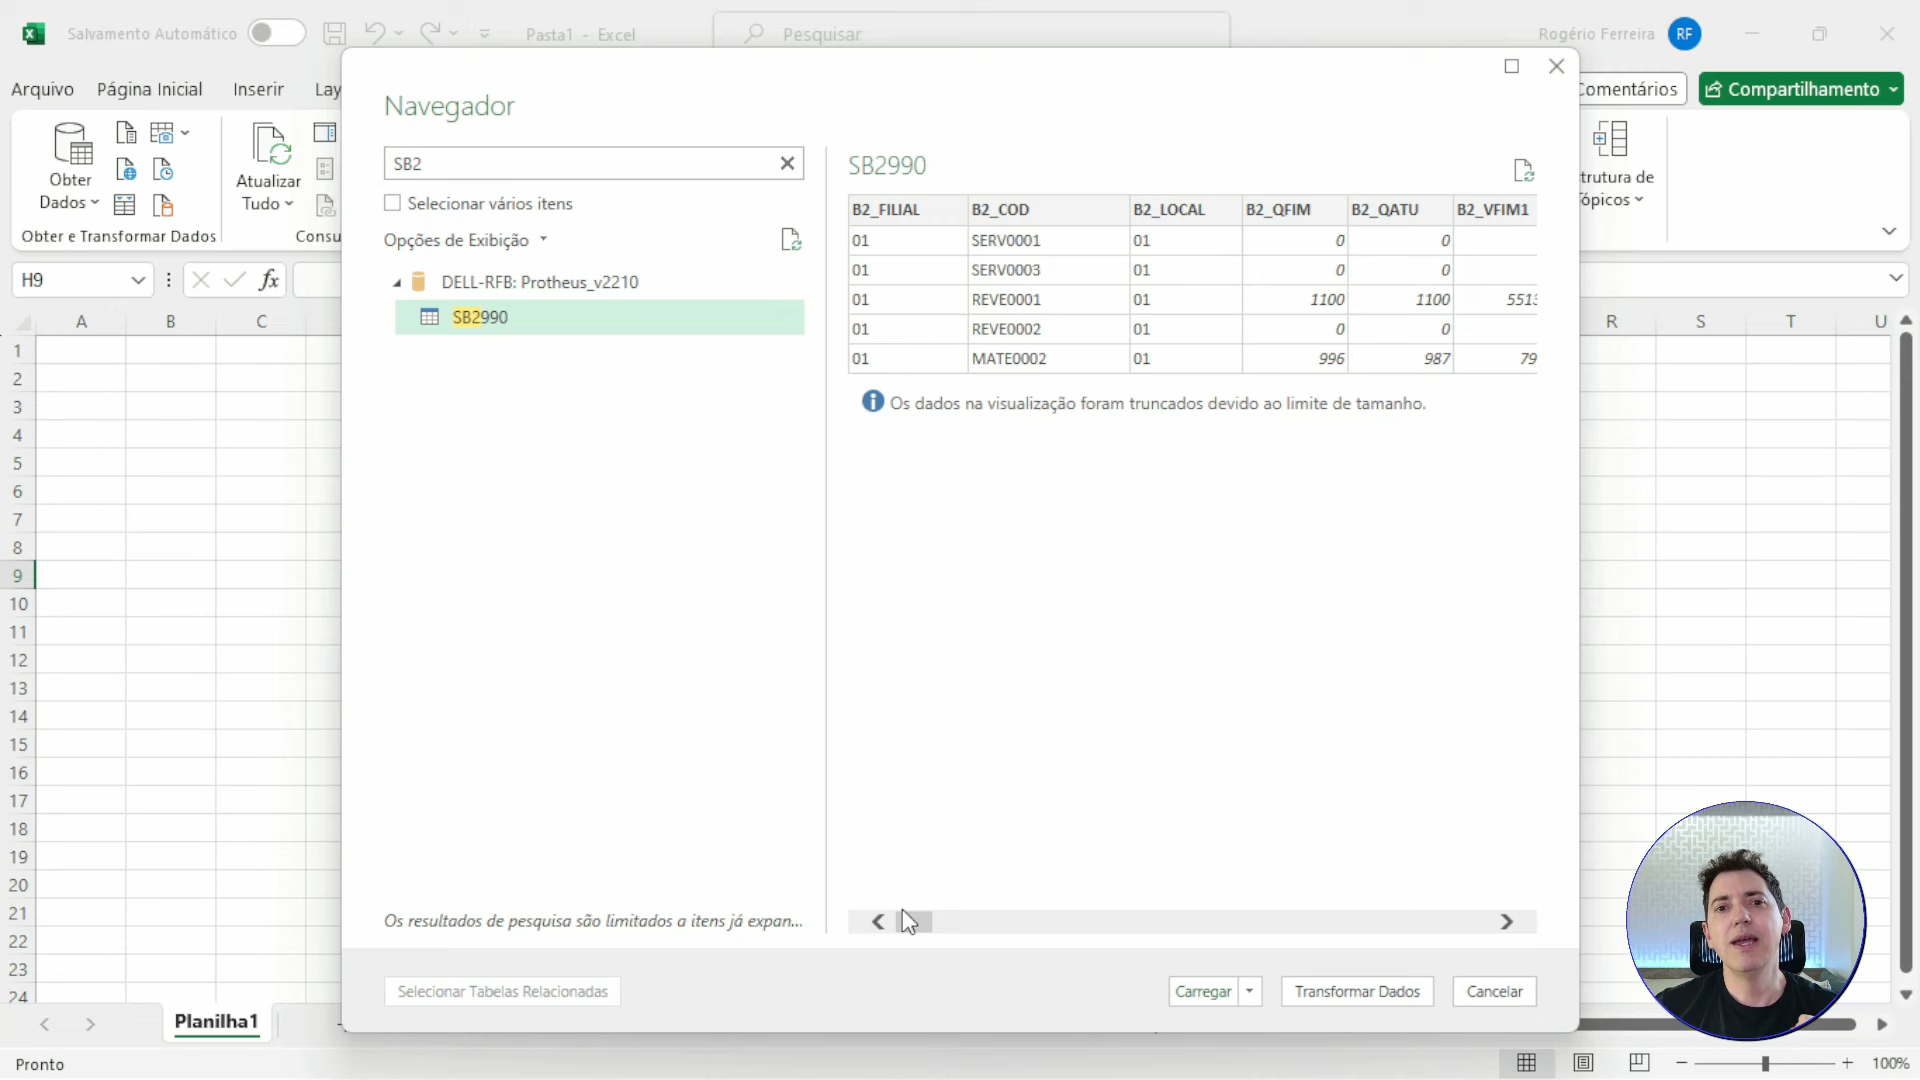 Salvamento Automático
Pasta1 - Excel
Pesquisar
Rogério Ferreira
RF
Arquivo
Página Inicial
Inserir
Lay
Comentários
Compartilhamento
Obter
Dados
Atualizar
Tudo
trutura de
ópicos
Obter e Transformar Dados
Consu
H9
fx
A B C
R S T U
1
2
3
4
5
6
7
8
9
10
11
12
13
14
15
16
17
18
19
20
21
22
23
24
Navegador
SB2
Selecionar vários itens
Opções de Exibição
DELL-RFB: Protheus_v2210
SB2990
Os resultados de pesquisa são limitados a itens já expan...
SB2990
B2_FILIAL B2_COD B2_LOCAL B2_QFIM B2_QATU B2_VFIM1
01 SERV0001 01 0 0
01 SERV0003 01 0 0
01 REVE0001 01 1100 1100 5513
01 REVE0002 01 0 0
01 MATE0002 01 996 987 79
Os dados na visualização foram truncados devido ao limite de tamanho.
Selecionar Tabelas Relacionadas
Carregar
Transformar Dados
Cancelar
Planilha1
Pronto
100%